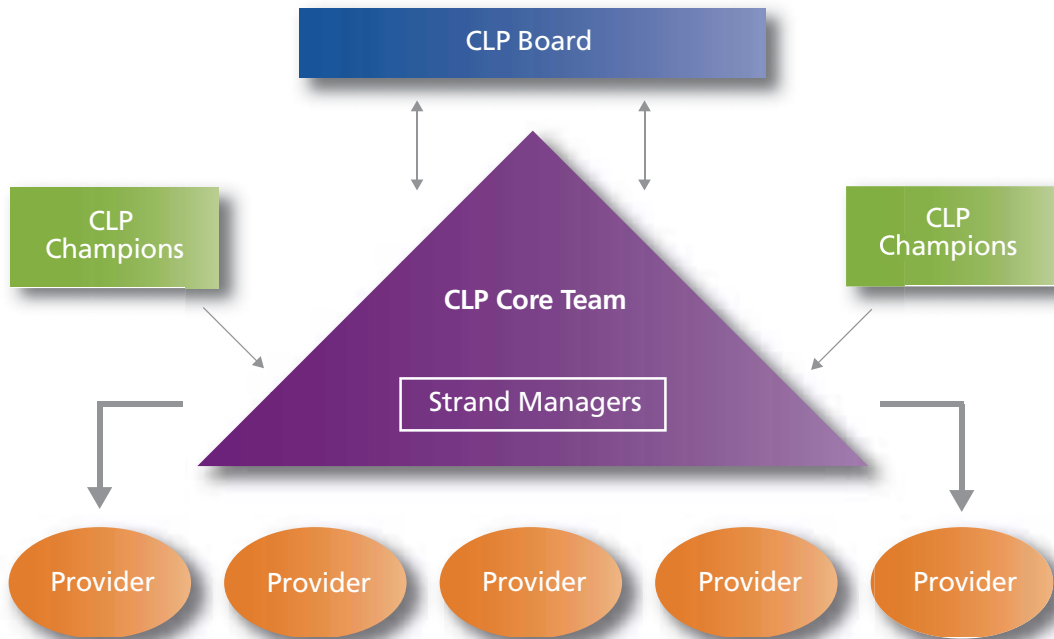 CLP Board
CLP
Champions
CLP
Champions
CLP Core Team
Strand Managers
Provider
Provider
Provider
Provider
Provider